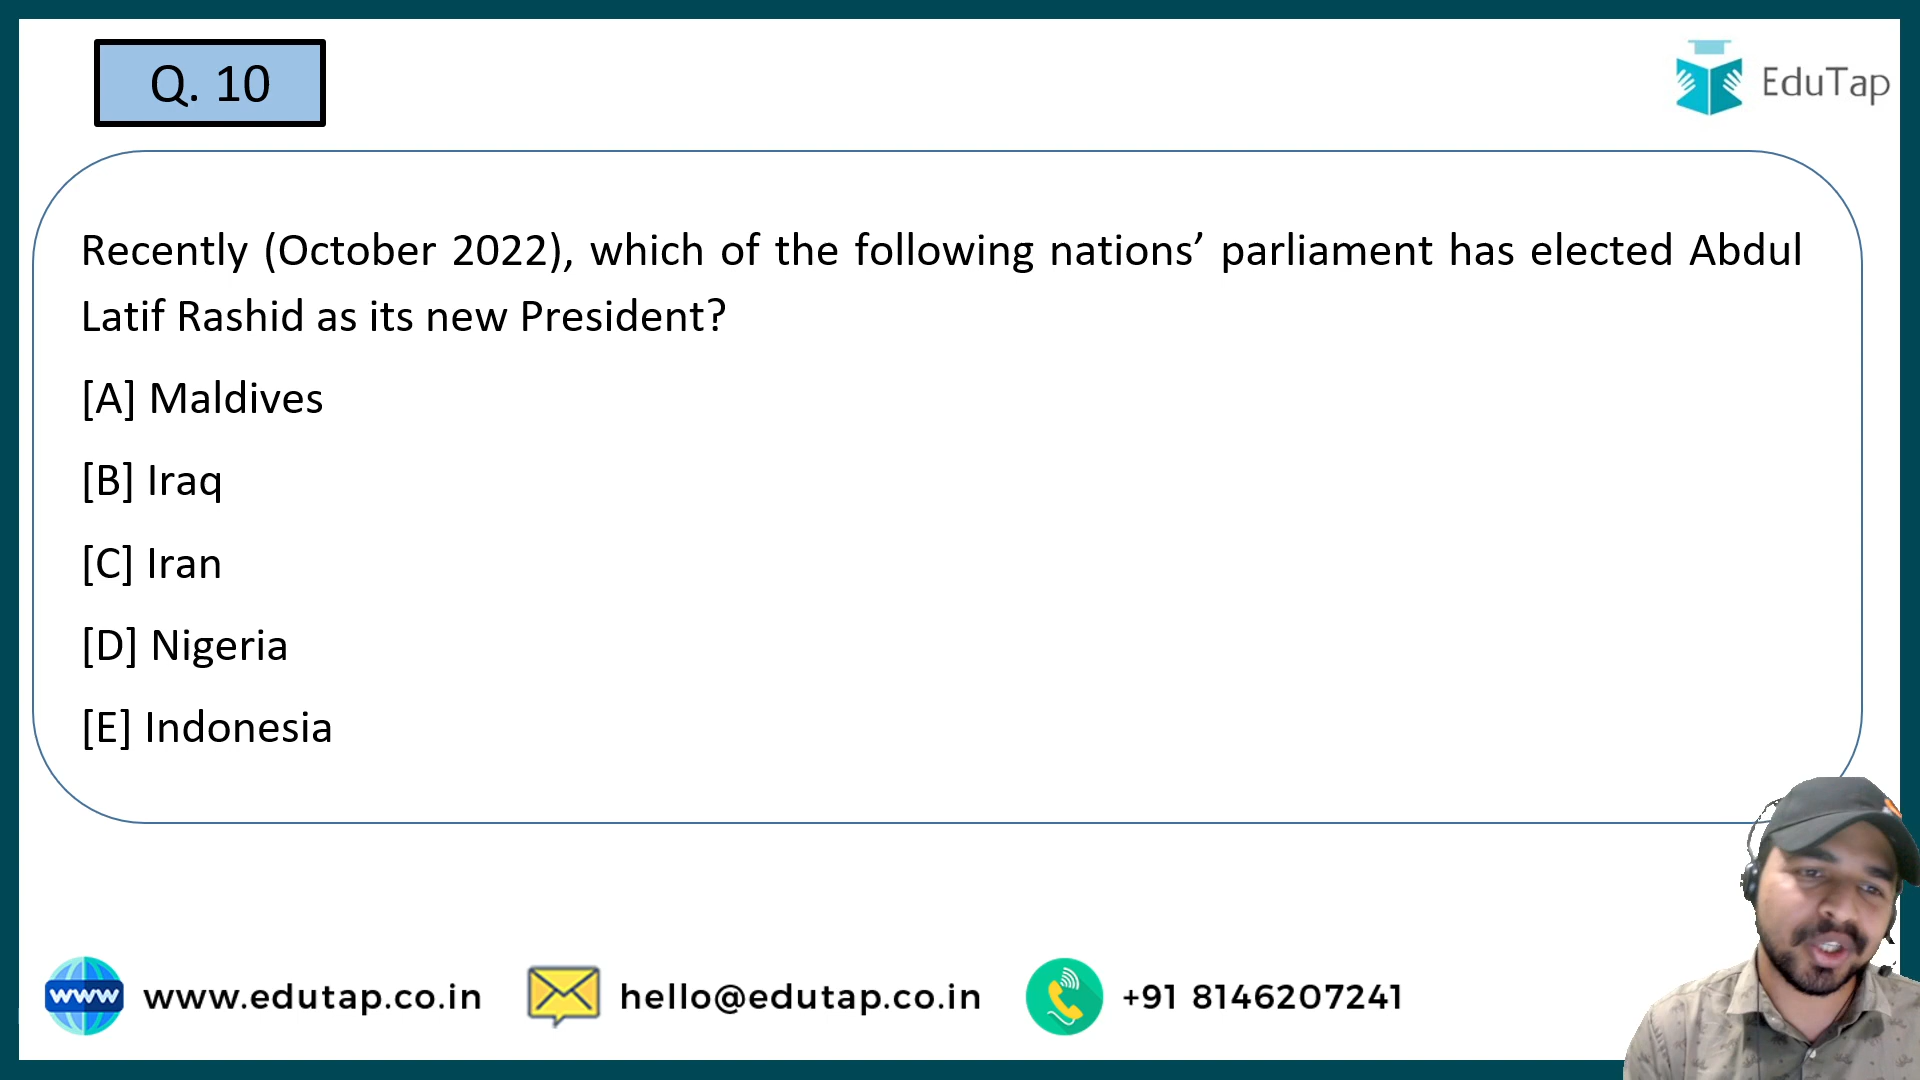 Q. 10
EduTap
Recently (October 2022), which of the following nations’ parliament has elected Abdul
Latif Rashid as its new President?
[A] Maldives
[B] Iraq
[C] Iran
[D] Nigeria
[E] Indonesia
www www.edutap.co.in hello@edutap.co.in +91 8146207241